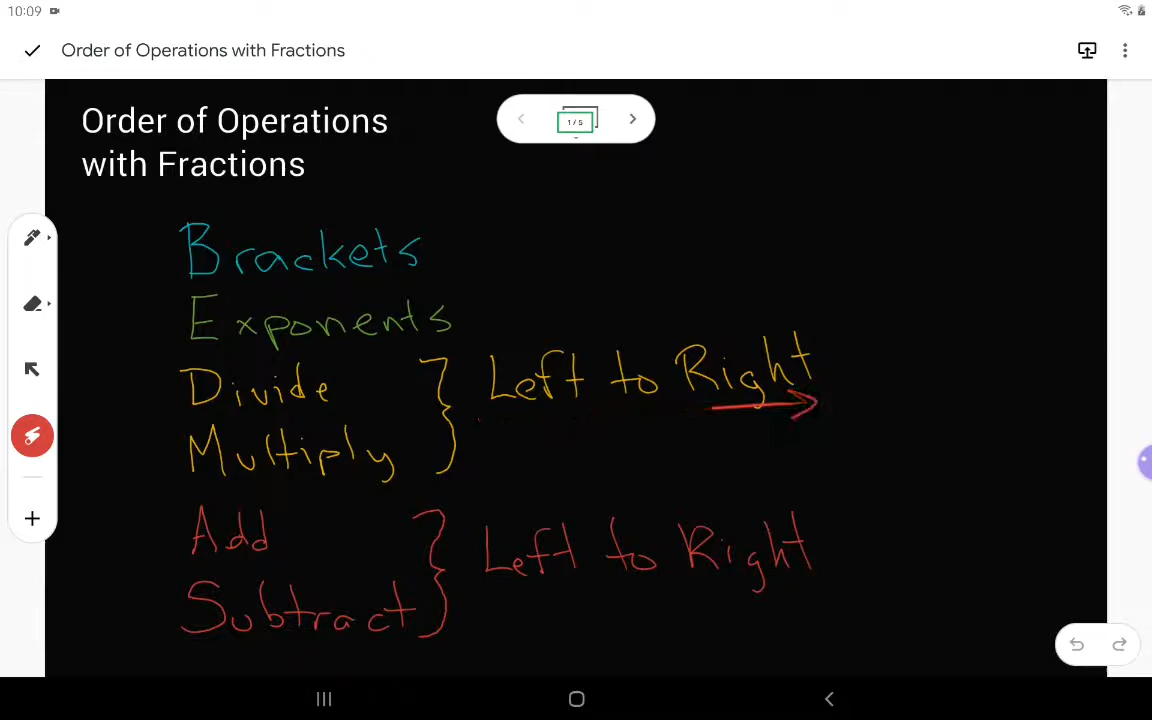 10:09
Order of Operations with Fractions
Order of Operations
with Fractions
1 / 5
Brackets
Exponents
Divide } Left to Right
Multiply
Add } Left to Right
Subtract